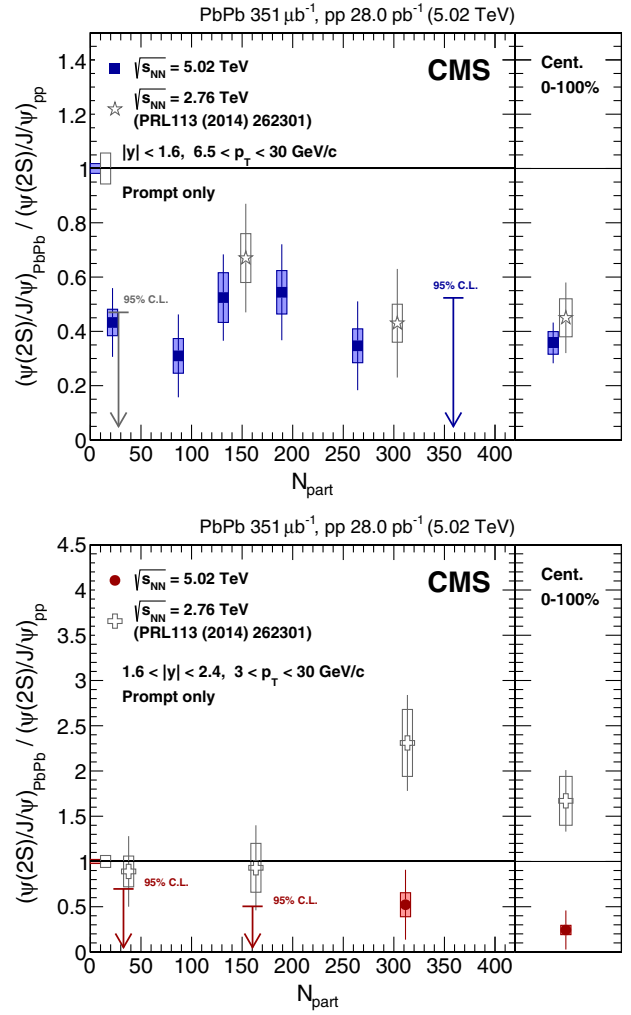 PbPb 351 μb⁻¹, pp 28.0 pb⁻¹ (5.02 TeV)
(ψ(2S)/J/ψ)PbPb / (ψ(2S)/J/ψ)pp
1.4
1.2
1
0.8
0.6
0.4
0.2
0
√sNN = 5.02 TeV
√sNN = 2.76 TeV
(PRL113 (2014) 262301)
CMS
Cent.
0-100%
|y| < 1.6, 6.5 < pT < 30 GeV/c
Prompt only
95% C.L.
95% C.L.
0 50 100 150 200 250 300 350 400
Npart
PbPb 351 μb⁻¹, pp 28.0 pb⁻¹ (5.02 TeV)
(ψ(2S)/J/ψ)PbPb / (ψ(2S)/J/ψ)pp
4.5
4
3.5
3
2.5
2
1.5
1
0.5
0
√sNN = 5.02 TeV
√sNN = 2.76 TeV
(PRL113 (2014) 262301)
CMS
Cent.
0-100%
1.6 < |y| < 2.4, 3 < pT < 30 GeV/c
Prompt only
95% C.L.
95% C.L.
0 50 100 150 200 250 300 350 400
Npart